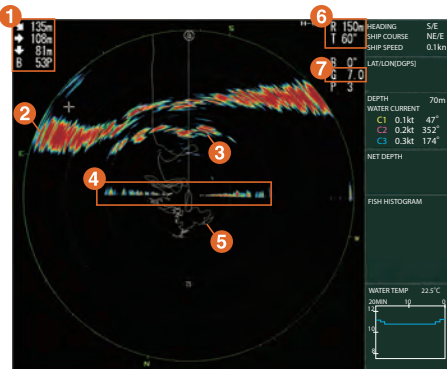 1
135m
108m
81m
B 53P
6
R 150m
T 60°
B 0°
7
G 7.0
P 3
S
H
2
3
4
5
E
W
N
HEADING S/E
SHIP COURSE NE/E
SHIP SPEED 0.1kn
LAT/LON[DGPS]
DEPTH 70m
WATER CURRENT
C1 0.1kt 47°
C2 0.2kt 352°
C3 0.3kt 174°
NET DEPTH
FISH HISTOGRAM
WATER TEMP 22.5°C
20MIN 10 0
12
10
8